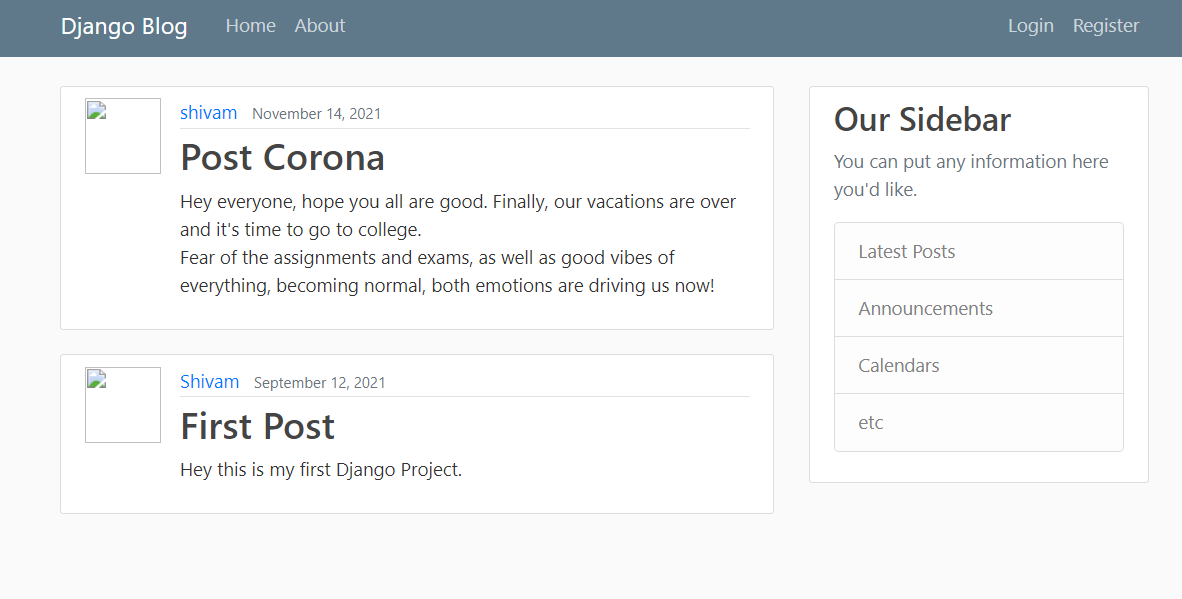 Django Blog Home About Login Register
shivam November 14, 2021
Post Corona
Hey everyone, hope you all are good. Finally, our vacations are over
and it's time to go to college.
Fear of the assignments and exams, as well as good vibes of
everything, becoming normal, both emotions are driving us now!
Shivam September 12, 2021
First Post
Hey this is my first Django Project.
Our Sidebar
You can put any information here
you'd like.
Latest Posts
Announcements
Calendars
etc